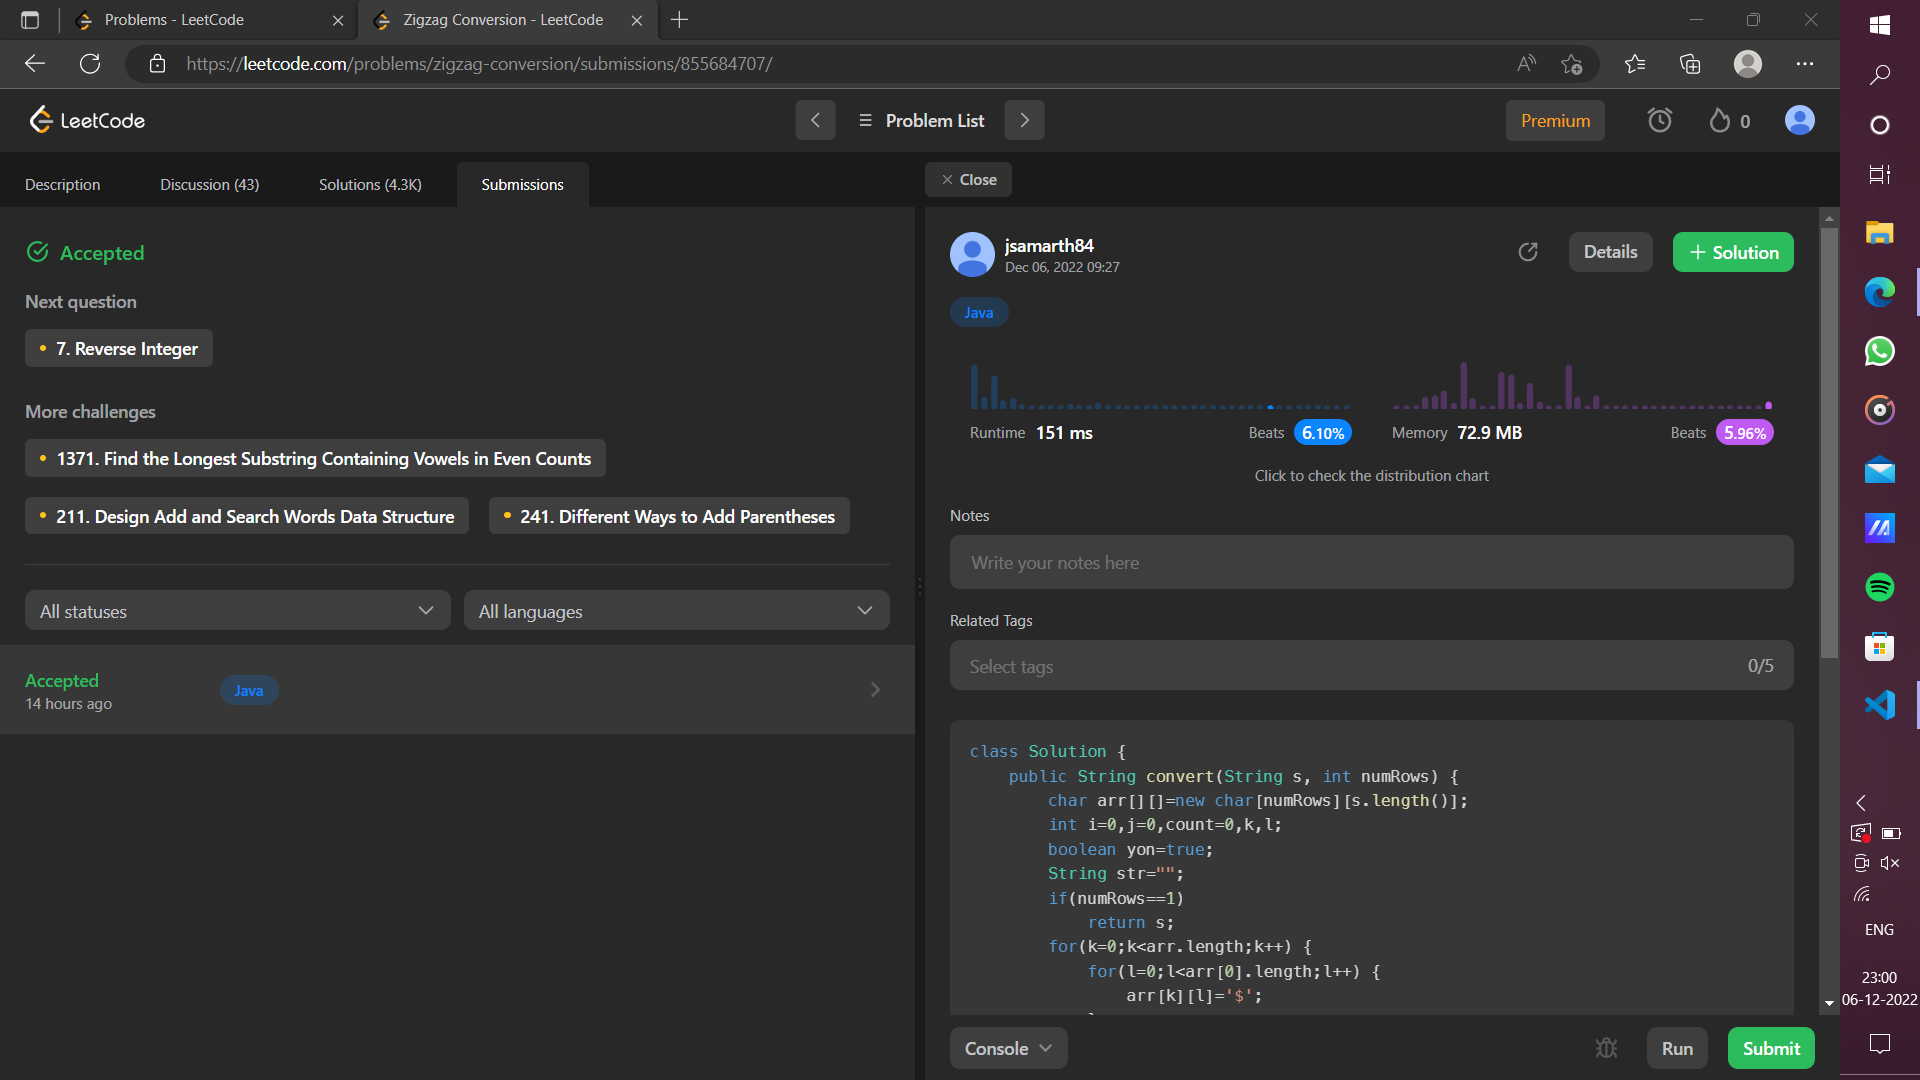 Problems - LeetCode
Zigzag Conversion - LeetCode
https://leetcode.com/problems/zigzag-conversion/submissions/855684707/
LeetCode
Problem List
Premium
0
Description
Discussion (43)
Solutions (4.3K)
Submissions
Close
Accepted
Next question
7. Reverse Integer
More challenges
1371. Find the Longest Substring Containing Vowels in Even Counts
211. Design Add and Search Words Data Structure
241. Different Ways to Add Parentheses
All statuses
All languages
Accepted
14 hours ago
Java
jsamarth84
Dec 06, 2022 09:27
Details
+ Solution
Java
Runtime 151 ms
Beats 6.10%
Memory 72.9 MB
Beats 5.96%
Click to check the distribution chart
Notes
Write your notes here
Related Tags
Select tags
0/5
class Solution {
public String convert(String s, int numRows) {
char arr[][]=new char[numRows][s.length()];
int i=0,j=0,count=0,k,l;
boolean yon=true;
String str="";
if(numRows==1)
return s;
for(k=0;k<arr.length;k++) {
for(l=0;l<arr[0].length;l++) {
arr[k][l]='$';
Console
Run
Submit
ENG
23:00
06-12-2022